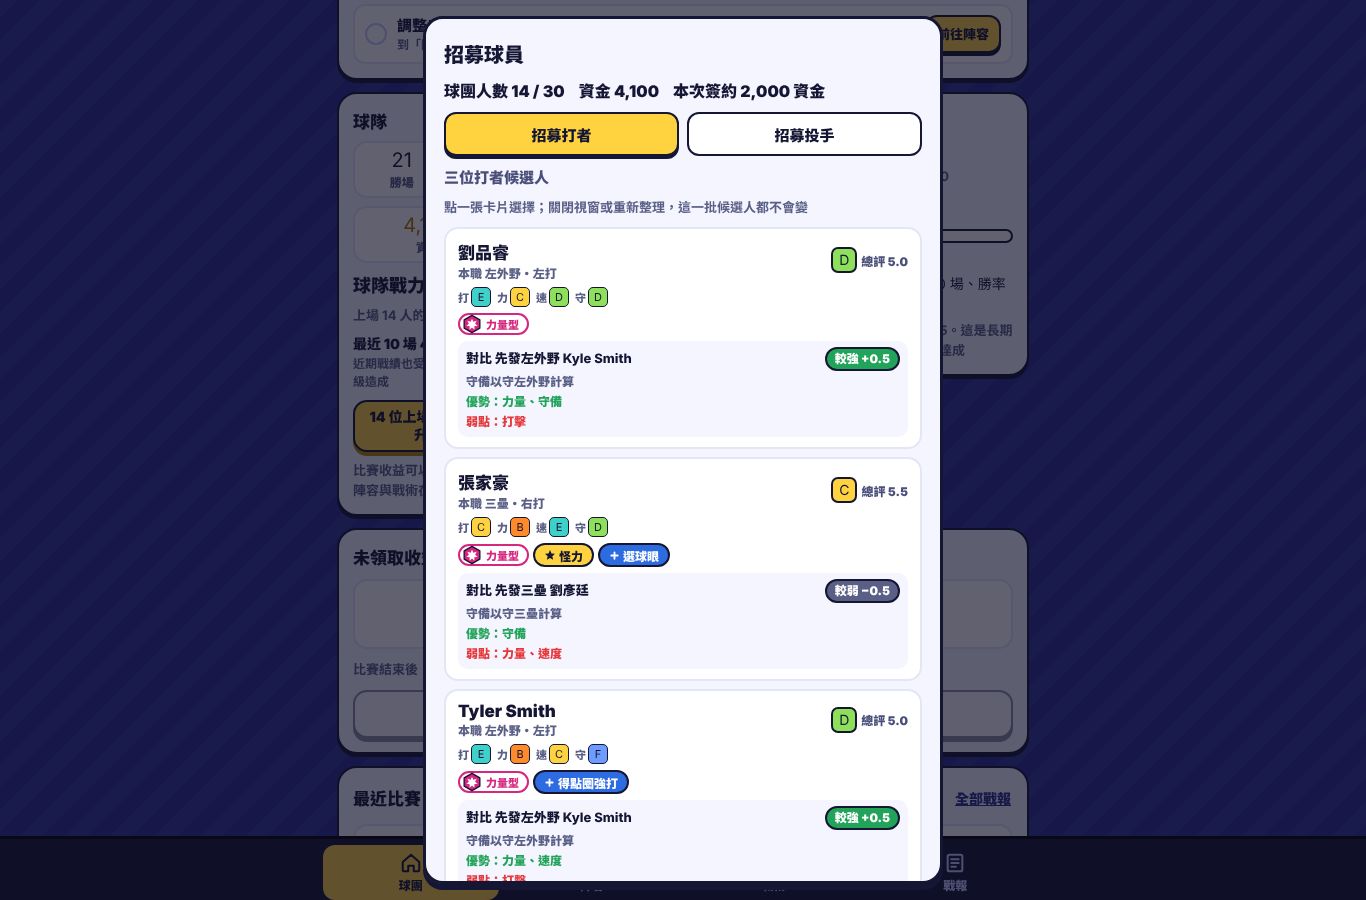 調整
到「
前往陣容
招募球員
球團人數 14 / 30 資金 4,100 本次簽約 2,000 資金
招募打者
招募投手
三位打者候選人
點一張卡片選擇；關閉視窗或重新整理，這一批候選人都不會變
劉品睿
D 總評 5.0
本職 左外野・左打
打 E 力 C 速 D 守 D
力量型
對比 先發左外野 Kyle Smith
較強 +0.5
守備以守左外野計算
優勢：力量、守備
弱點：打擊
張家豪
C 總評 5.5
本職 三壘・右打
打 C 力 B 速 E 守 D
力量型 ★ 怪力 + 選球眼
對比 先發三壘 劉彥廷
較弱 −0.5
守備以守三壘計算
優勢：守備
弱點：力量、速度
Tyler Smith
D 總評 5.0
本職 左外野・左打
打 E 力 B 速 C 守 F
力量型 + 得點圈強打
對比 先發左外野 Kyle Smith
較強 +0.5
守備以守左外野計算
優勢：力量、速度
弱點：打擊
球隊
21
勝場
4,
球隊戰力
上場 14 人的
最近 10 場
近期戰績也受
級造成
14 位上場
升
比賽收益可以
陣容與戰術在
場、勝率
。這是長期
達成
未領取收
比賽結束後
最近比賽
全部戰報
球團
戰報